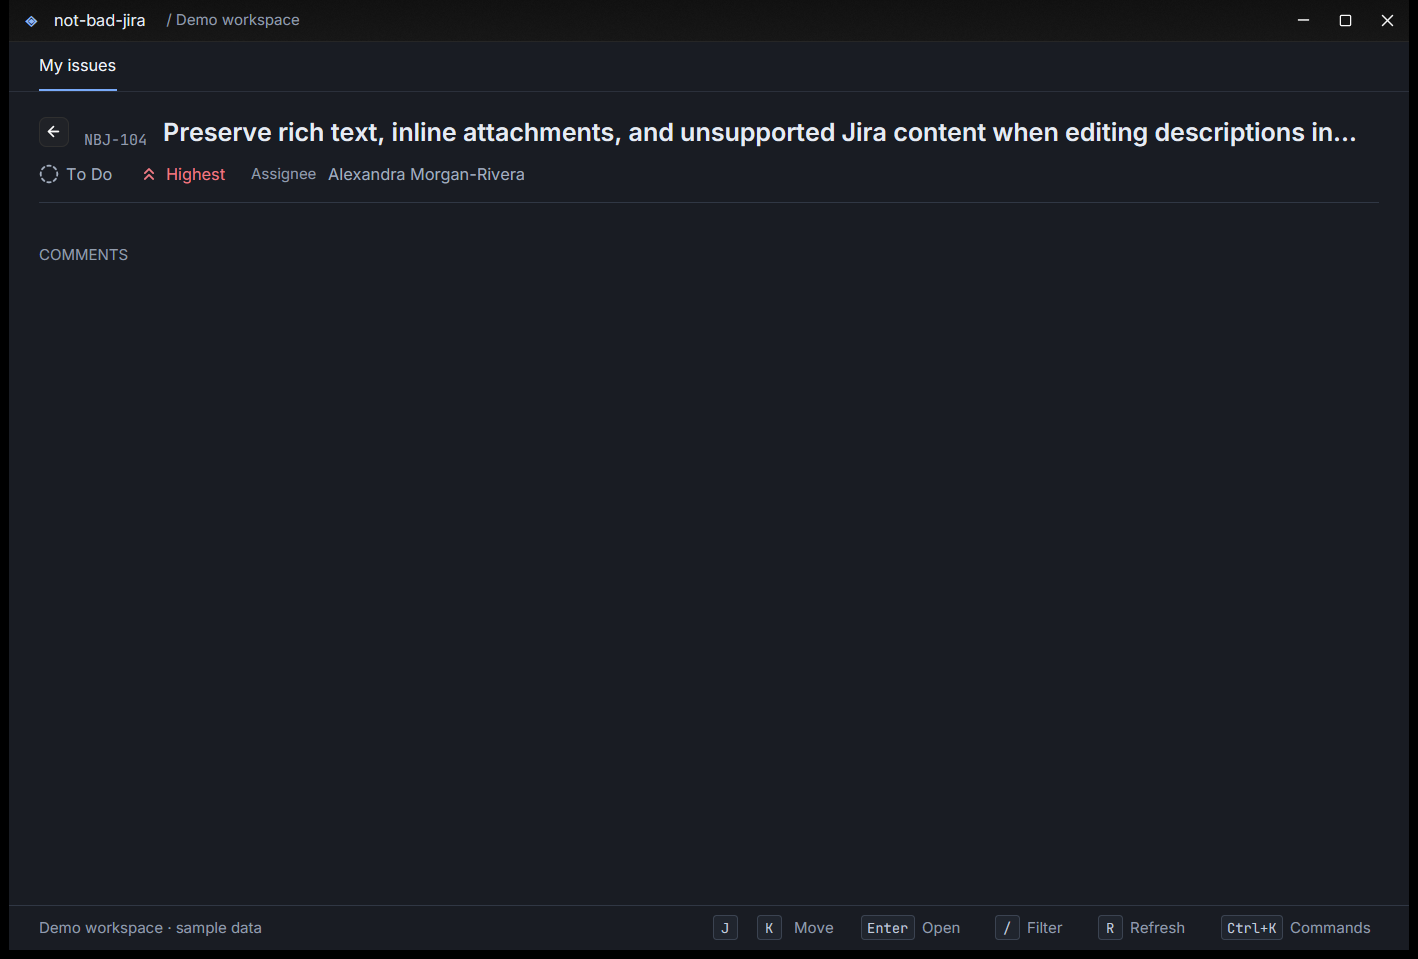 not-bad-jira / Demo workspace
My issues
NBJ-104 Preserve rich text, inline attachments, and unsupported Jira content when editing descriptions in...
To Do Highest Assignee Alexandra Morgan-Rivera
COMMENTS
Demo workspace · sample data J K Move Enter Open / Filter R Refresh Ctrl+K Commands